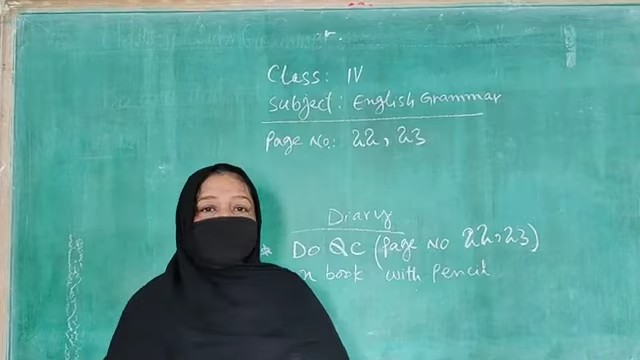 Class: IV
Subject: English Grammar
Page No: 22, 23
Diary
* Do QC (Page No 22, 23)
on book with Pencil